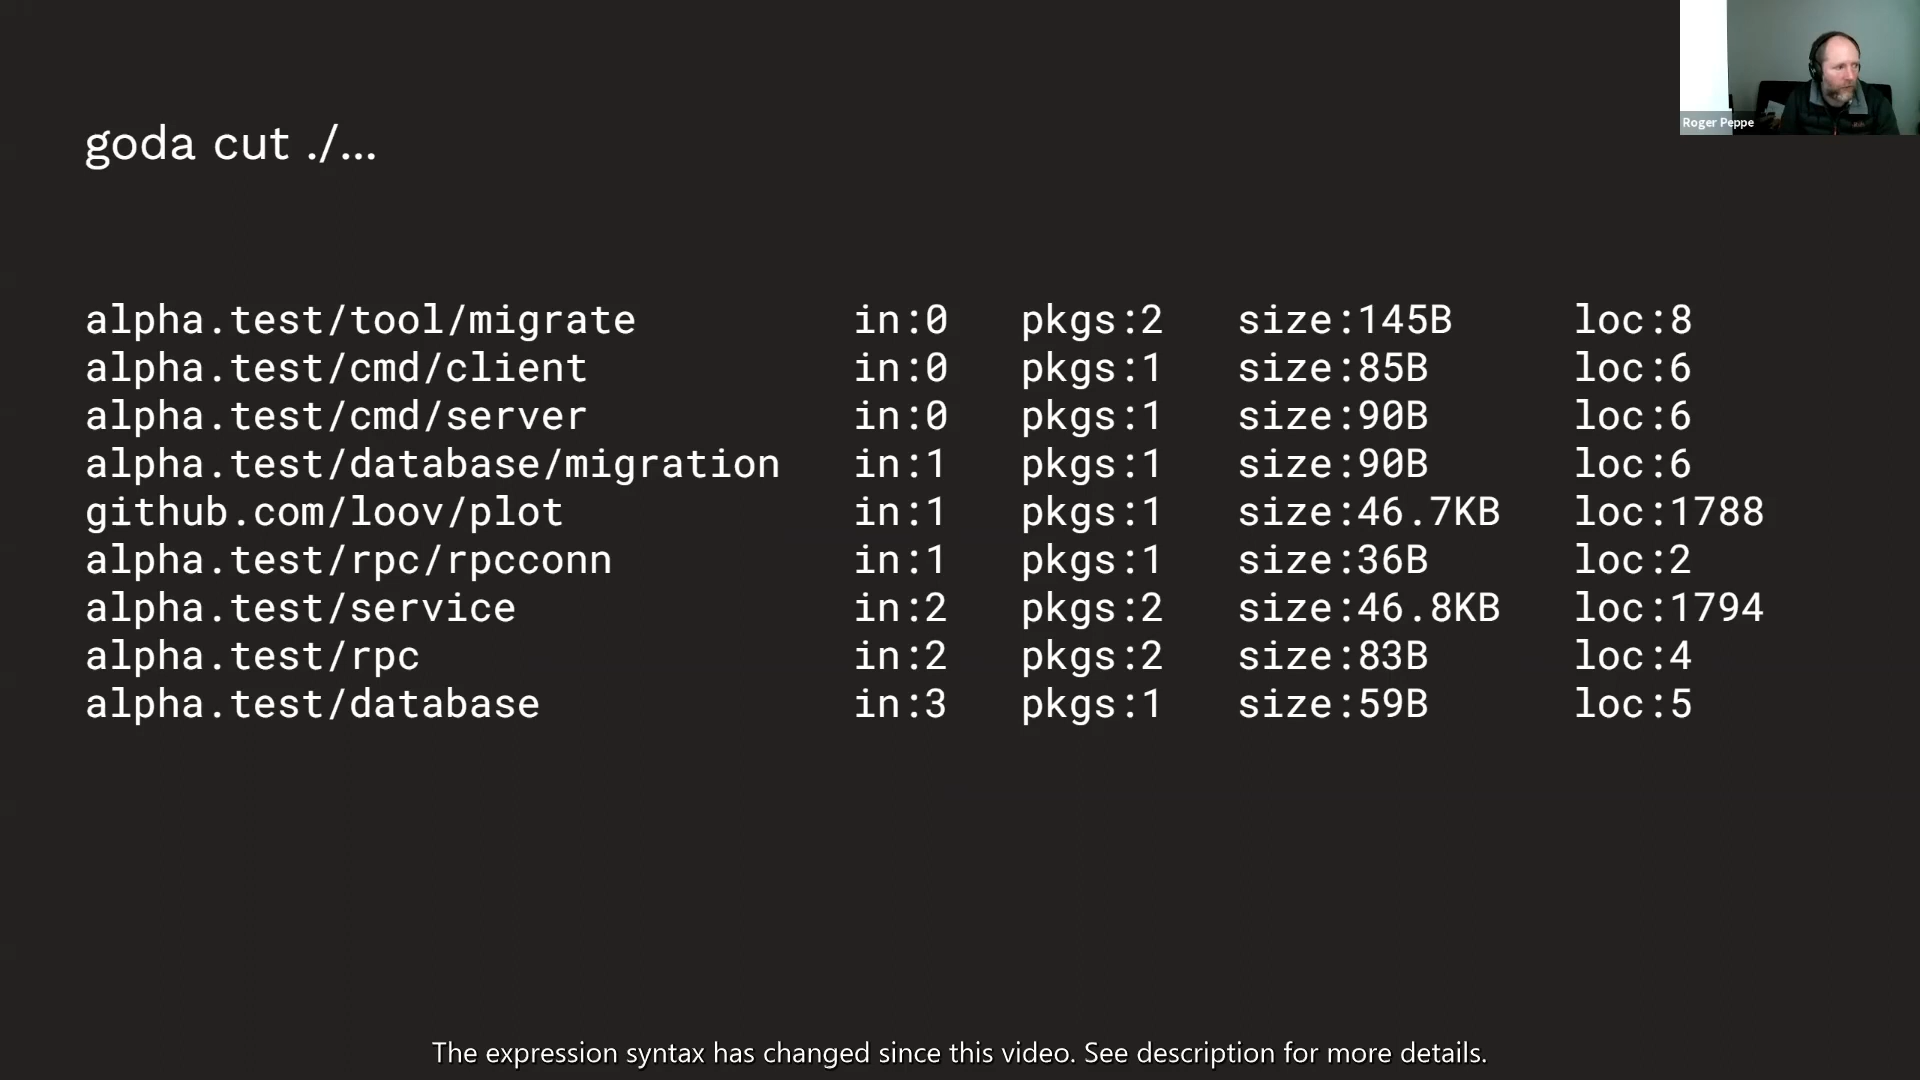 Roger Peppe
goda cut ./...
alpha.test/tool/migrate in:0 pkgs:2 size:145B loc:8
alpha.test/cmd/client in:0 pkgs:1 size:85B loc:6
alpha.test/cmd/server in:0 pkgs:1 size:90B loc:6
alpha.test/database/migration in:1 pkgs:1 size:90B loc:6
github.com/loov/plot in:1 pkgs:1 size:46.7KB loc:1788
alpha.test/rpc/rpcconn in:1 pkgs:1 size:36B loc:2
alpha.test/service in:2 pkgs:2 size:46.8KB loc:1794
alpha.test/rpc in:2 pkgs:2 size:83B loc:4
alpha.test/database in:3 pkgs:1 size:59B loc:5
The expression syntax has changed since this video. See description for more details.